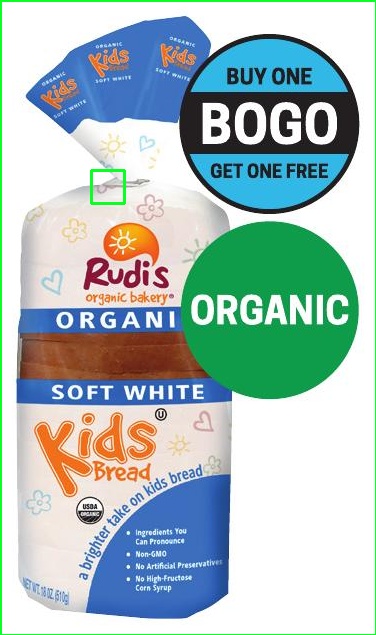 ORGANIC
Kids
SOFT WHITE
ORGANIC
Kids
SOFT WHITE
Kids
SOFT WHITE
BUY ONE
BOGO
GET ONE FREE
Rudi's
organic bakery®
ORGANI
ORGANIC
SOFT WHITE
U
Kids
Bread
USDA
ORGANIC
a brighter take on kids bread
• Ingredients You
Can Pronounce
• Non-GMO
• No Artificial Preservatives
• No High-Fructose
Corn Syrup
NET WT. 18 OZ. (510g)